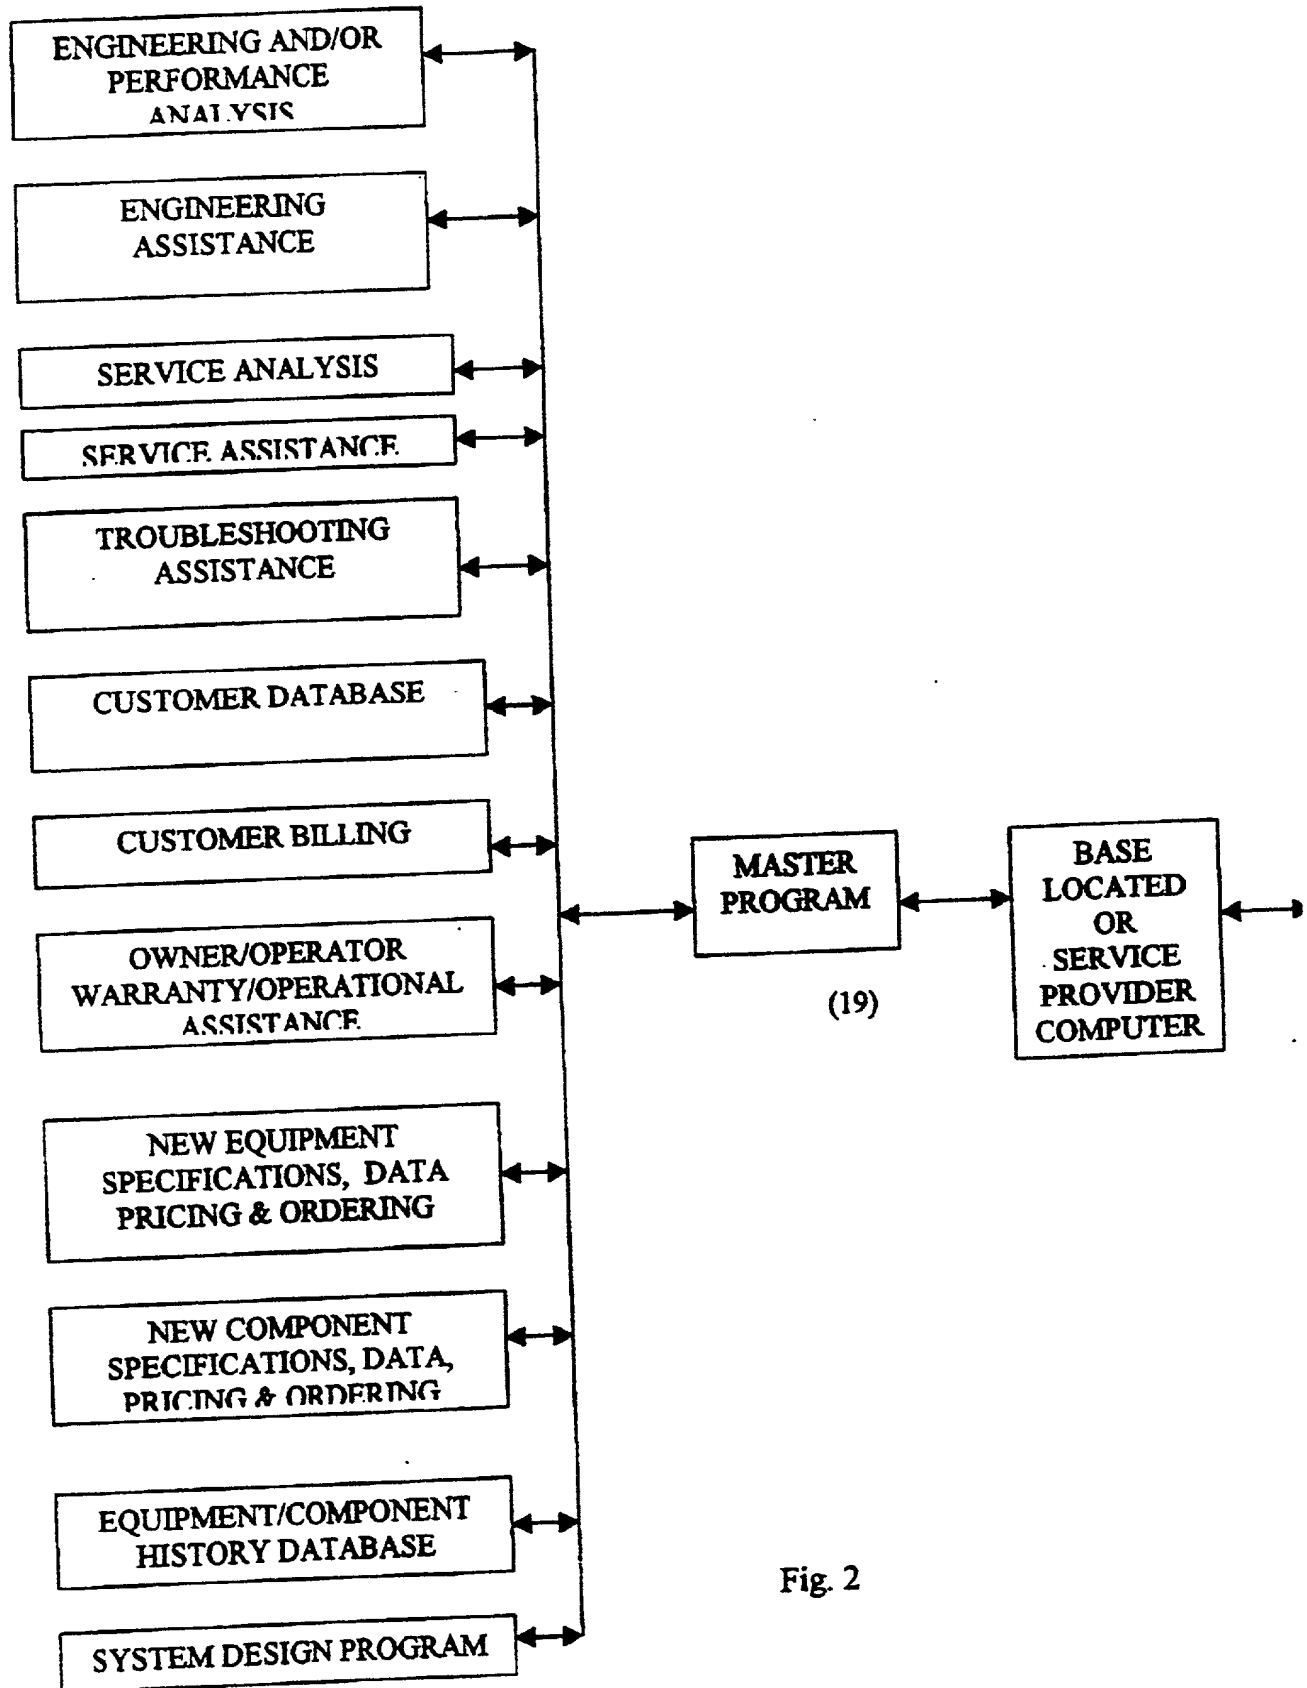 ENGINEERING AND/OR
PERFORMANCE
ANALYSIS
ENGINEERING
ASSISTANCE
SERVICE ANALYSIS
SERVICE ASSISTANCE
TROUBLESHOOTING
ASSISTANCE
CUSTOMER DATABASE
CUSTOMER BILLING
OWNER/OPERATOR
WARRANTY/OPERATIONAL
ASSISTANCE
NEW EQUIPMENT
SPECIFICATIONS, DATA
PRICING & ORDERING
NEW COMPONENT
SPECIFICATIONS, DATA,
PRICING & ORDERING
EQUIPMENT/COMPONENT
HISTORY DATABASE
SYSTEM DESIGN PROGRAM
MASTER
PROGRAM
(19)
BASE
LOCATED
OR
SERVICE
PROVIDER
COMPUTER
Fig. 2